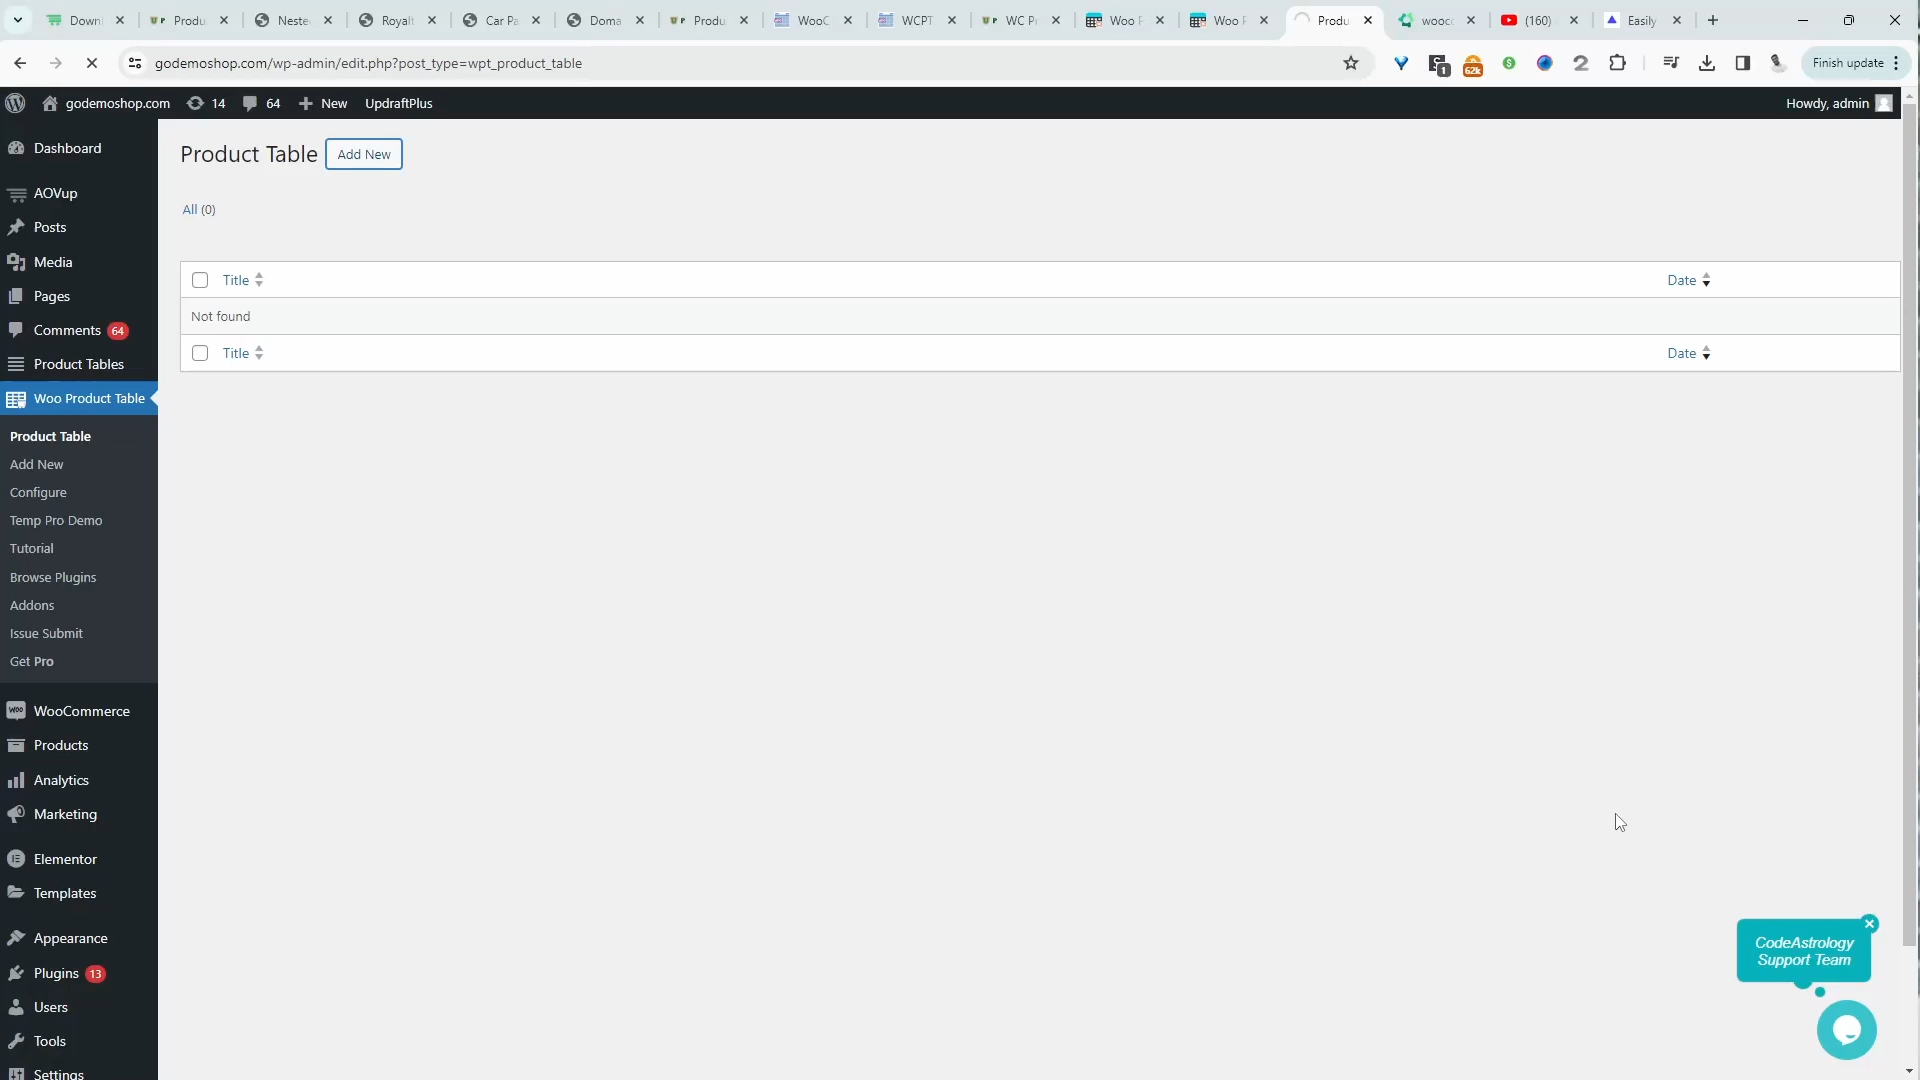 Down
Produ
Neste
Royalt
Car Pa
Doma
Produ
WooC
WCPT
WC P
Woo F
Woo F
Produ
wooc
(160)
Easily
godemoshop.com/wp-admin/edit.php?post_type=wpt_product_table
1
62k
Finish update
godemoshop.com
14
64
New
UpdraftPlus
Howdy, admin
Dashboard
AOVup
Posts
Media
Pages
Comments 64
Product Tables
Woo Product Table
Product Table
Add New
Configure
Temp Pro Demo
Tutorial
Browse Plugins
Addons
Issue Submit
Get Pro
WooCommerce
Products
Analytics
Marketing
Elementor
Templates
Appearance
Plugins 13
Users
Tools
Settings
Product Table
Add New
All (0)
Title
Date
Not found
Title
Date
CodeAstrology
Support Team